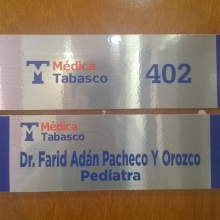 Médica
Tabasco
402
Médica
Tabasco
Dr. Farid Adán Pacheco Y Orozco
Pediatra